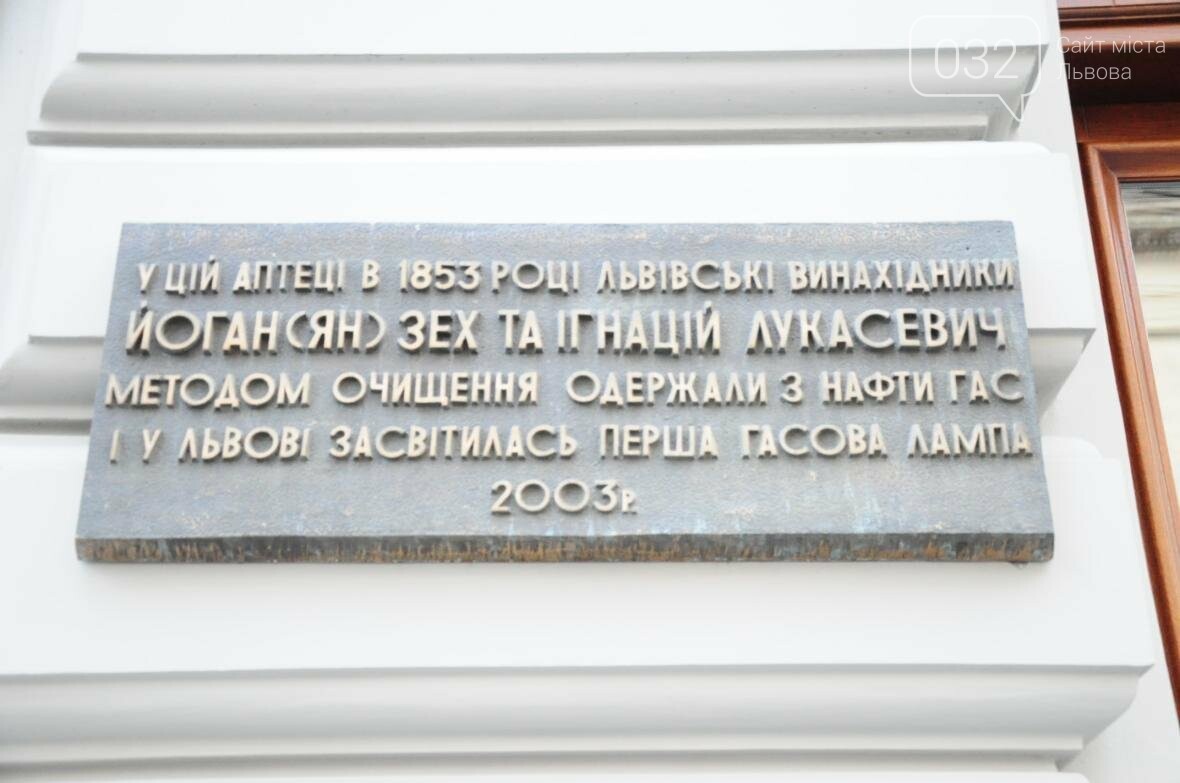 032 Сайт міста
Львова
У ЦІЙ АПТЕЦІ В 1853 РОЦІ ЛЬВІВСЬКІ ВИНАХІДНИКИ
ЙОГАН (ЯН) ЗЕХ ТА ІГНАЦІЙ ЛУКАСЕВИЧ
МЕТОДОМ ОЧИЩЕННЯ ОДЕРЖАЛИ З НАФТИ ГАС
І У ЛЬВОВІ ЗАСВІТИЛАСЬ ПЕРША ГАСОВА ЛАМПА
2003 р.